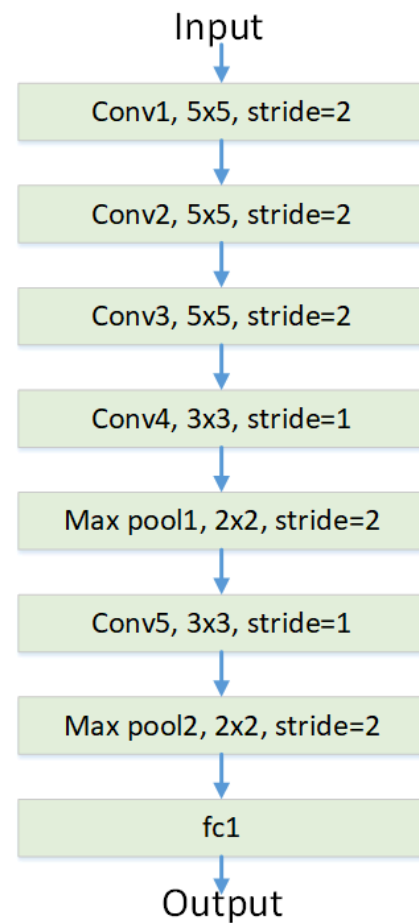 Input
Conv1, 5x5, stride=2
Conv2, 5x5, stride=2
Conv3, 5x5, stride=2
Conv4, 3x3, stride=1
Max pool1, 2x2, stride=2
Conv5, 3x3, stride=1
Max pool2, 2x2, stride=2
fc1
Output